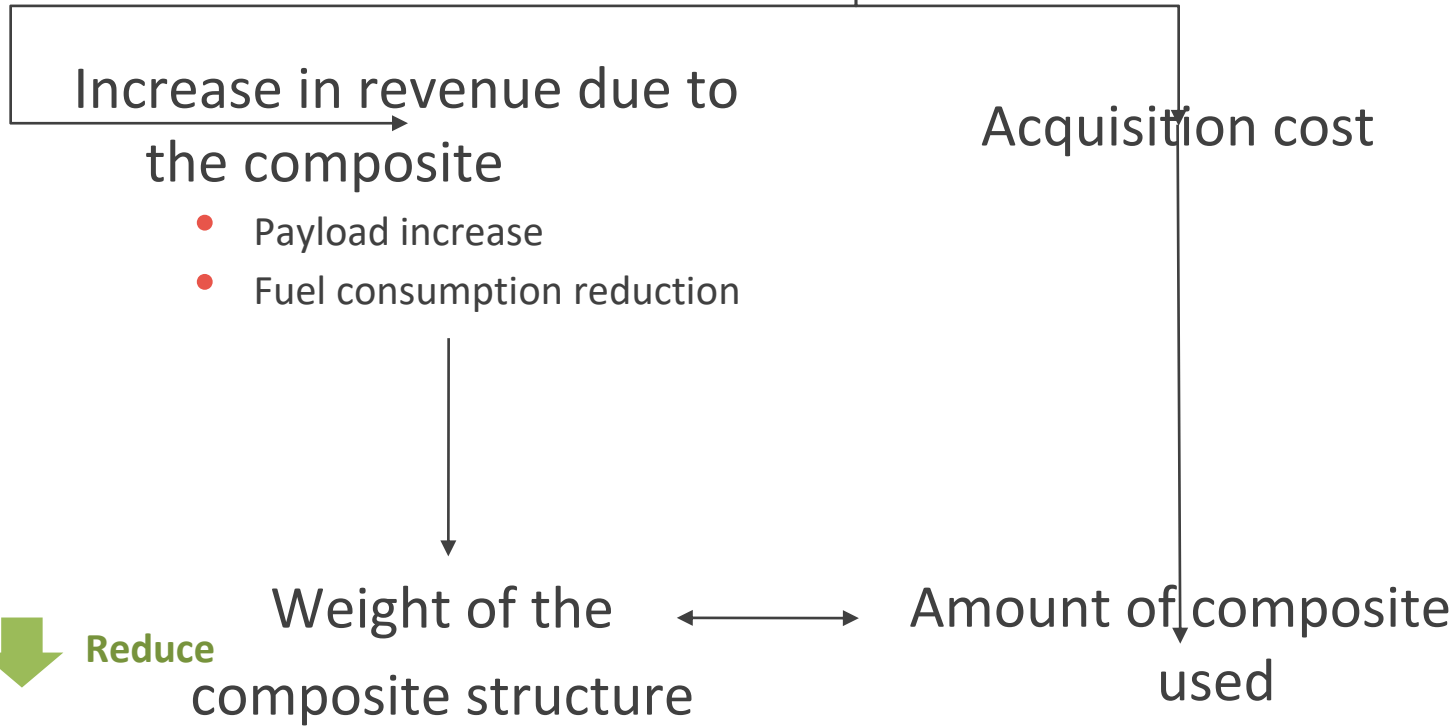 Increase in revenue due to
the composite
• Payload increase
• Fuel consumption reduction
Acquisition cost
Reduce
Weight of the
composite structure
Amount of composite
used